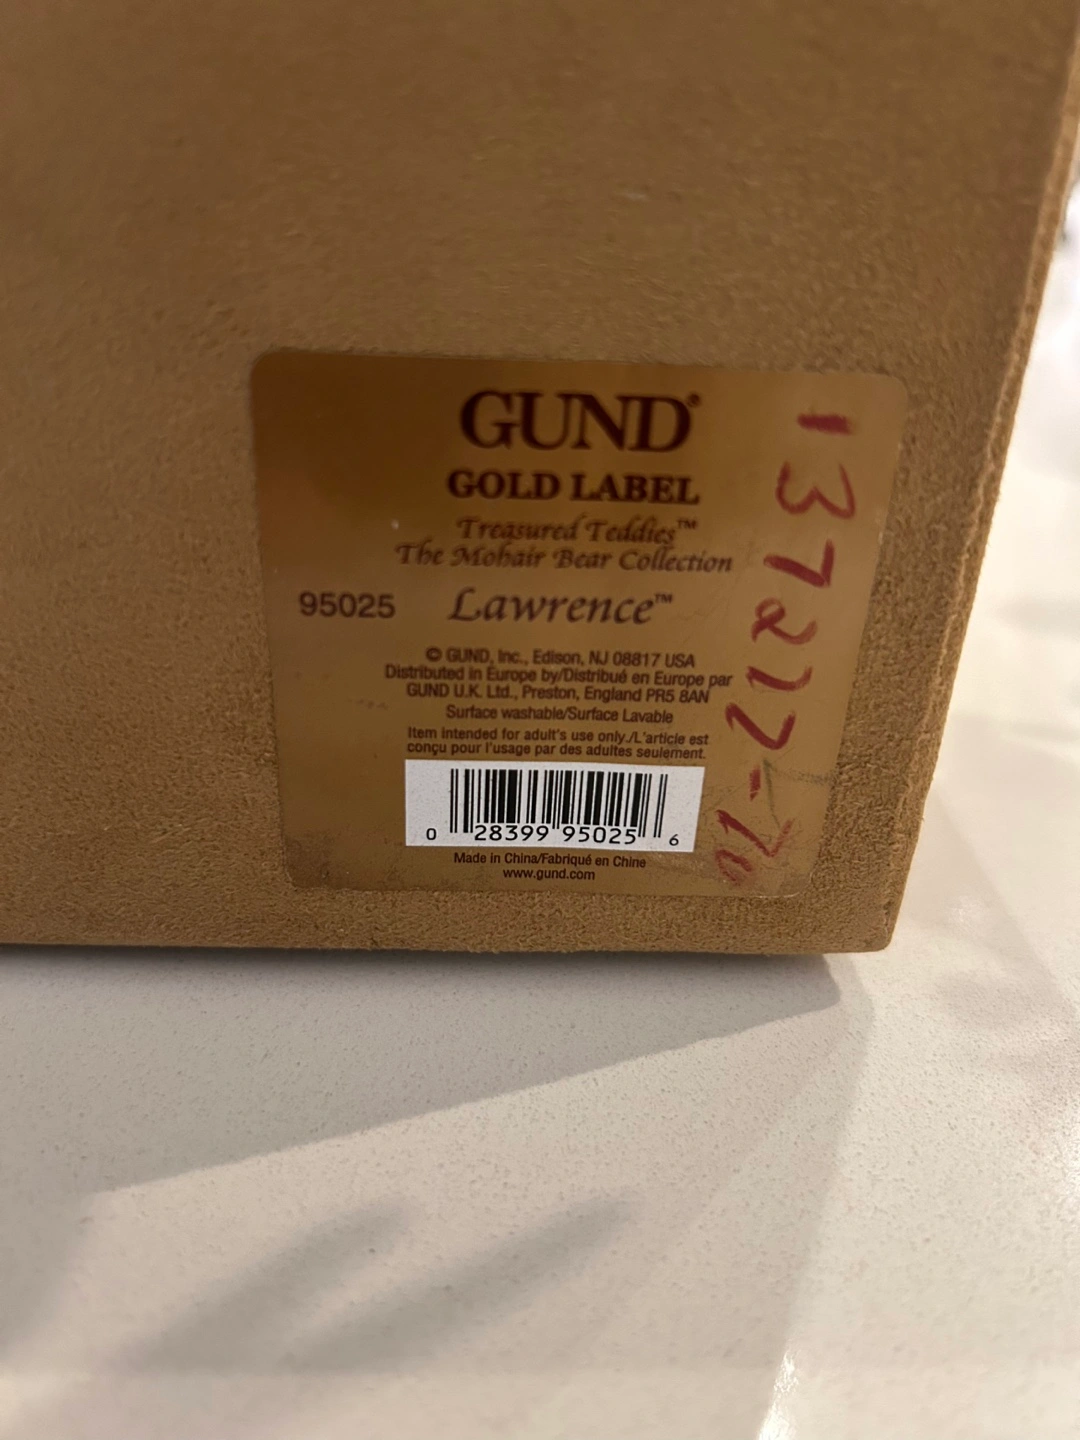 GUND®
GOLD LABEL
Treasured Teddies™
The Mohair Bear Collection
95025 Lawrence™
© GUND, Inc., Edison, NJ 08817 USA
Distributed in Europe by/Distribué en Europe par
GUND U.K. Ltd., Preston, England PR5 8AN
Surface washable/Surface Lavable
Item intended for adult's use only./L'article est
conçu pour l'usage par des adultes seulement.
0 28399 95025 6
Made in China/Fabriqué en Chine
www.gund.com